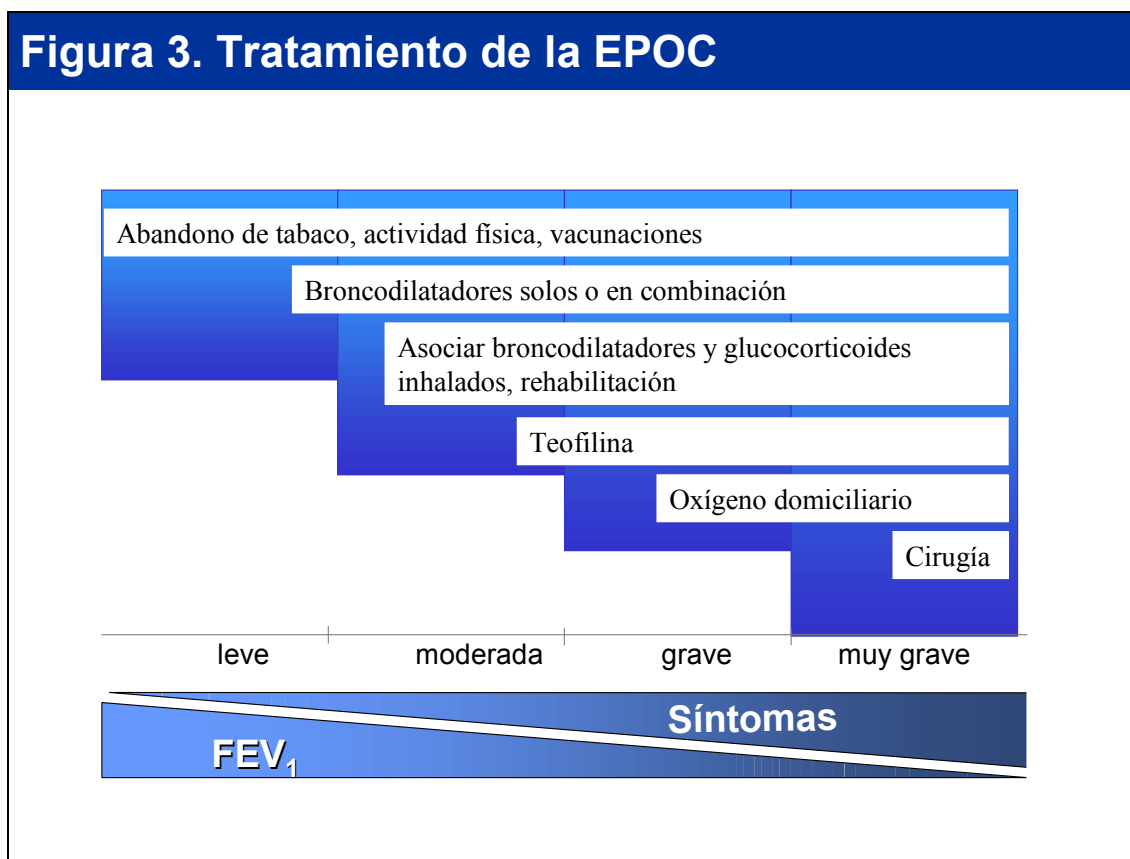 Figura 3. Tratamiento de la EPOC
Abandono de tabaco, actividad física, vacunaciones
Broncodilatadores solos o en combinación
Asociar broncodilatadores y glucocorticoides
inhalados, rehabilitación
Teofilina
Oxígeno domiciliario
Cirugía
leve moderada grave muy grave
Síntomas
FEV1